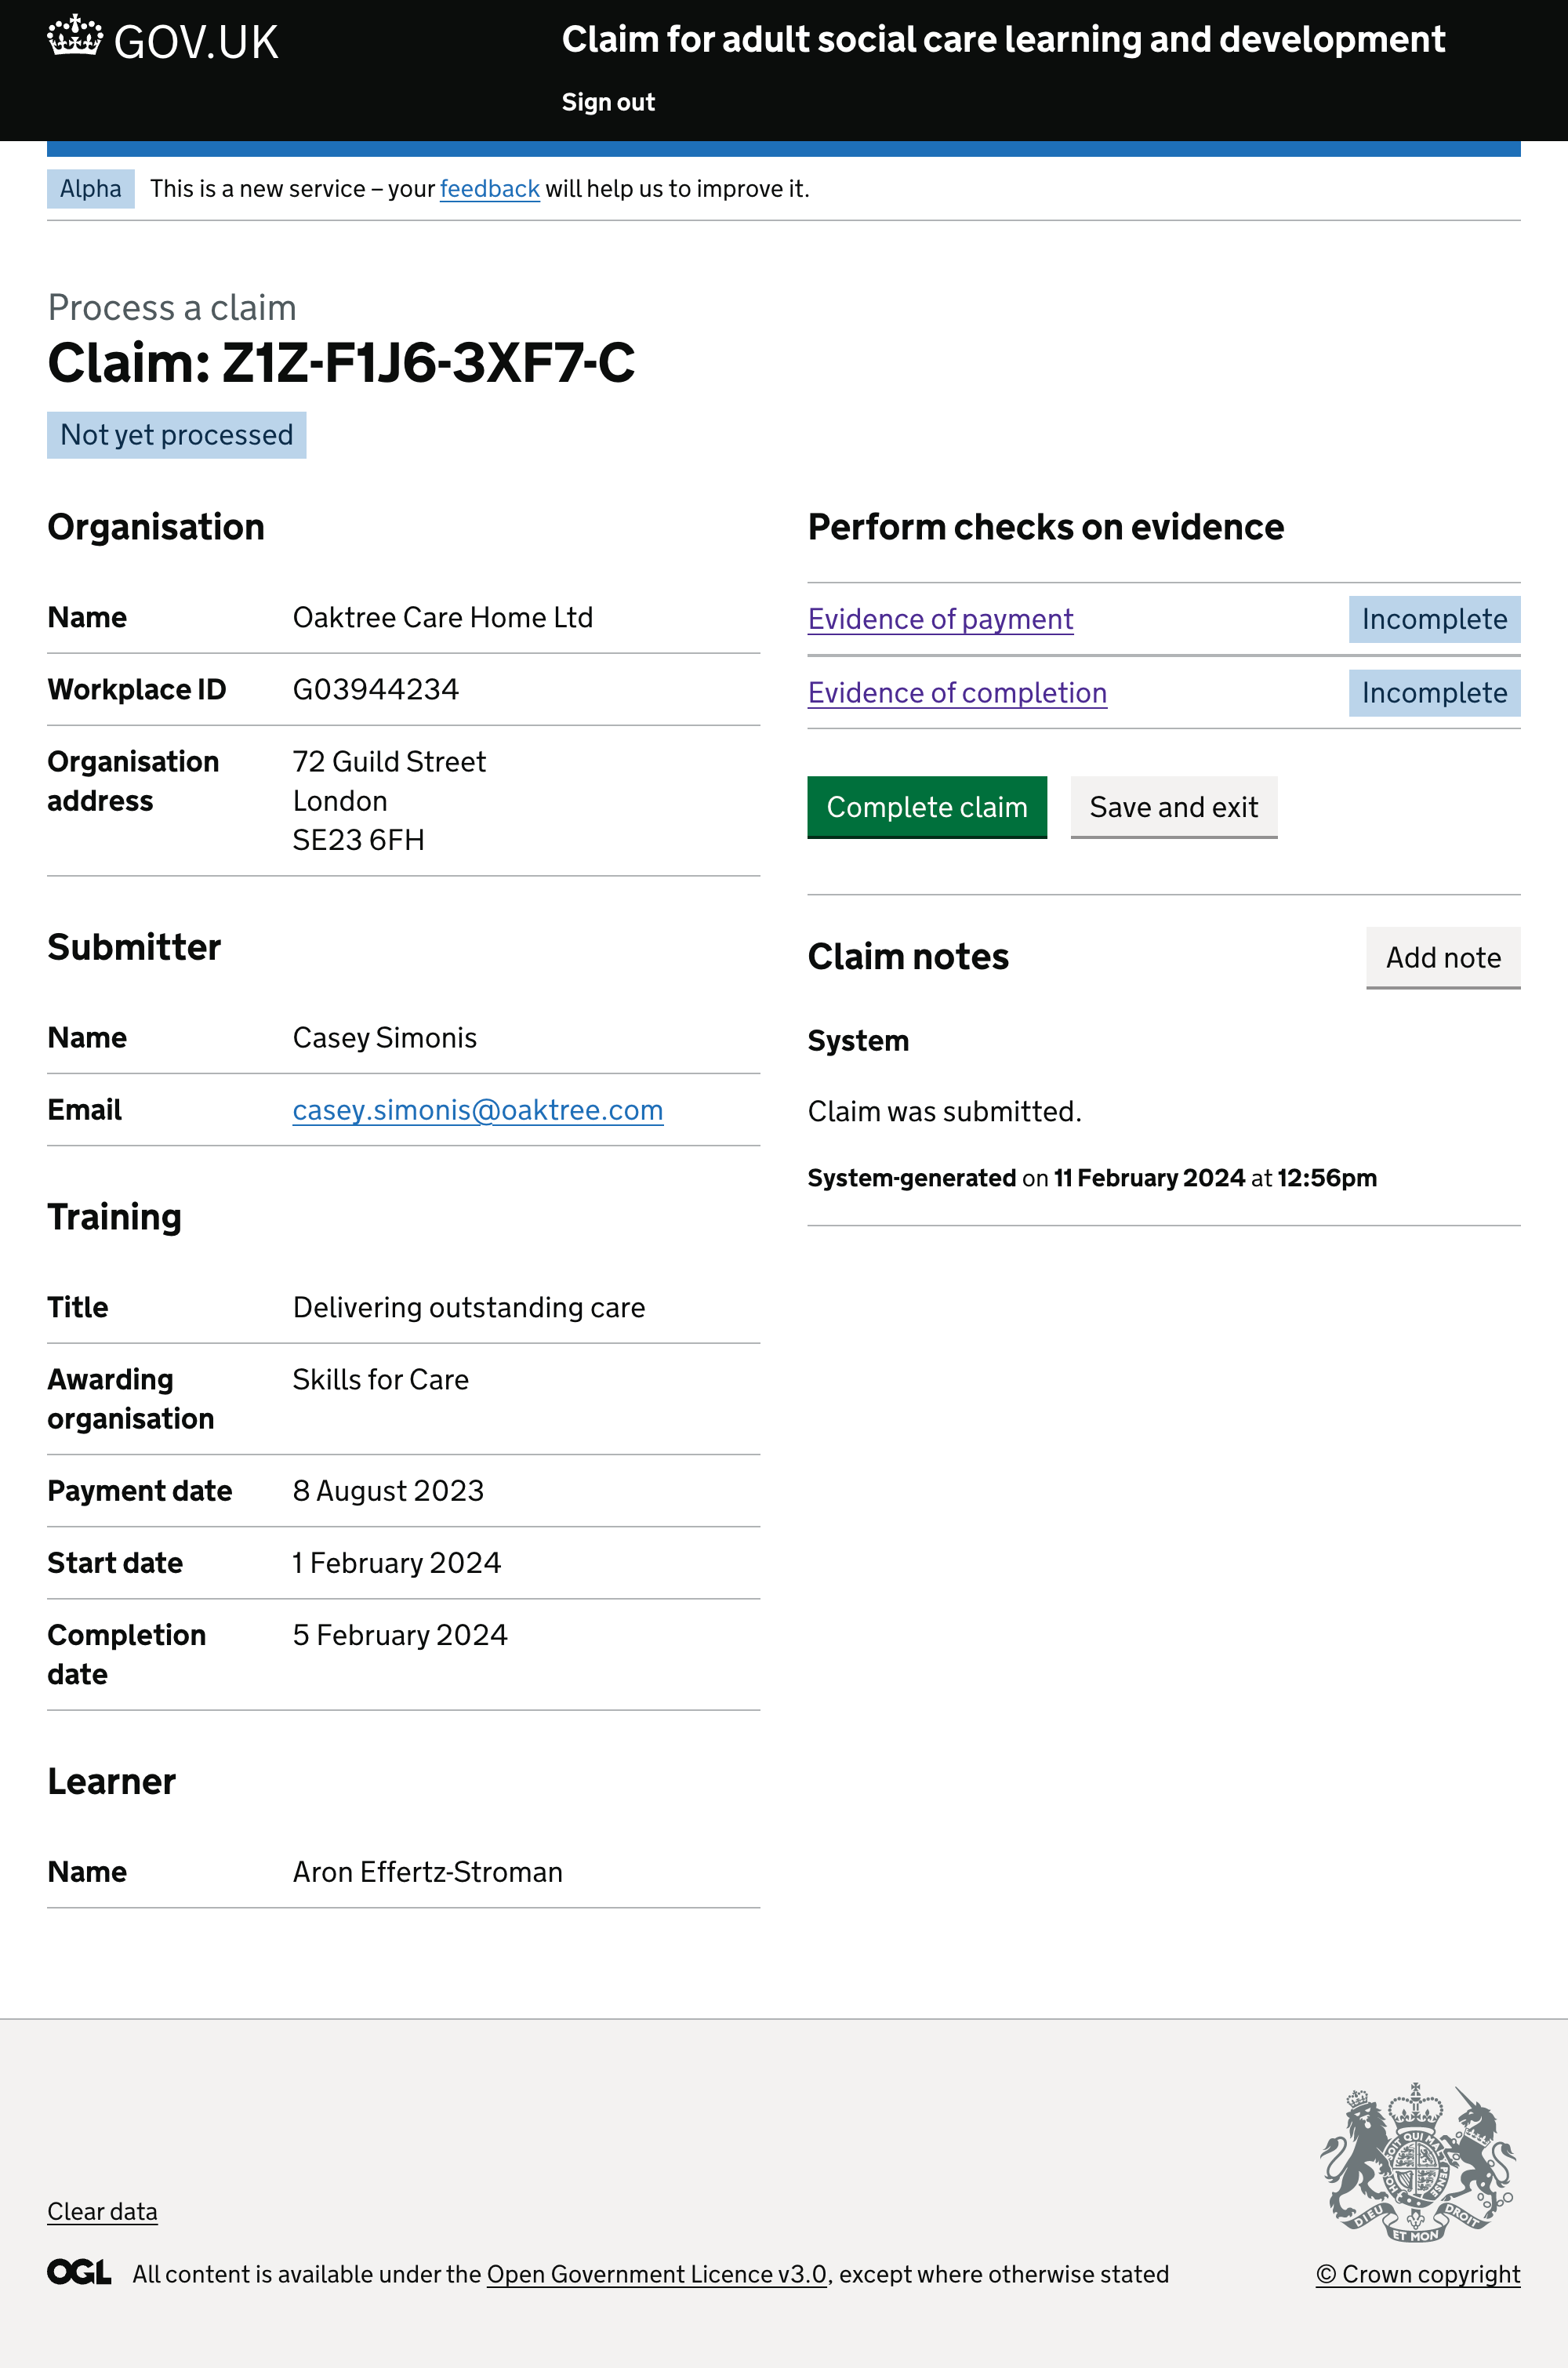 GOV.UK
Claim for adult social care learning and development
Sign out
Alpha
This is a new service – your feedback will help us to improve it.
Process a claim
Claim: Z1Z-F1J6-3XF7-C
Not yet processed
Organisation
Name
Oaktree Care Home Ltd
Workplace ID
G03944234
Organisation
address
72 Guild Street
London
SE23 6FH
Submitter
Name
Casey Simonis
Email
casey.simonis@oaktree.com
Training
Title
Delivering outstanding care
Awarding
organisation
Skills for Care
Payment date
8 August 2023
Start date
1 February 2024
Completion
date
5 February 2024
Learner
Name
Aron Effertz-Stroman
Perform checks on evidence
Evidence of payment
Incomplete
Evidence of completion
Incomplete
Complete claim
Save and exit
Claim notes
Add note
System
Claim was submitted.
System-generated on 11 February 2024 at 12:56pm
Clear data
OGL
All content is available under the Open Government Licence v3.0, except where otherwise stated
DIEU ET MON DROIT
© Crown copyright